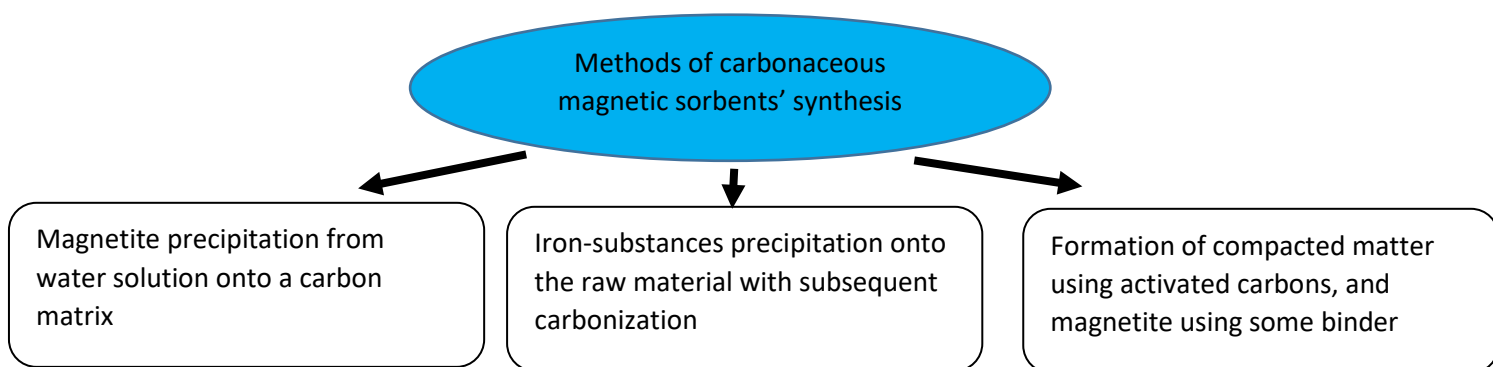 Methods of carbonaceous
magnetic sorbents’ synthesis
Magnetite precipitation from
water solution onto a carbon
matrix
Iron-substances precipitation onto
the raw material with subsequent
carbonization
Formation of compacted matter
using activated carbons, and
magnetite using some binder